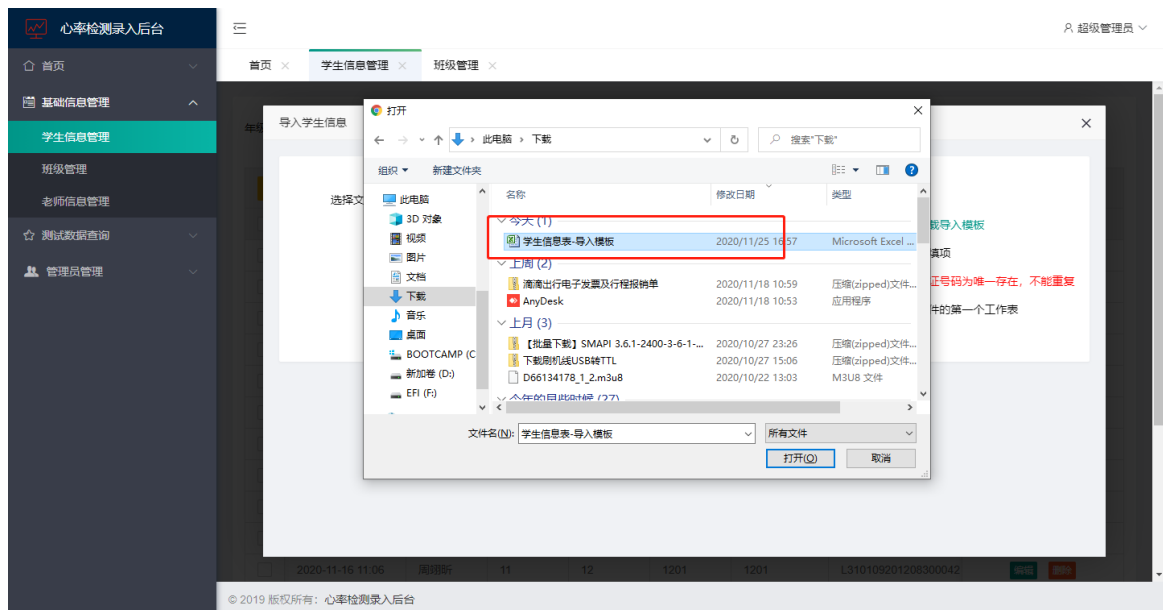 心率检测录入后台
超级管理员
首页
基础信息管理
学生信息管理
班级管理
老师信息管理
测试数据查询
管理员管理
首页
学生信息管理
班级管理
导入学生信息
选择文
载导入模板
填项
证号码为唯一存在，不能重复
件的第一个工作表
打开
此电脑 › 下载
搜索"下载"
组织
新建文件夹
名称 修改日期 类型
此电脑
3D 对象
视频
图片
文档
下载
音乐
桌面
BOOTCAMP (C
新加卷 (D:)
EFI (F:)
今天 (1)
学生信息表-导入模板 2020/11/25 16:57 Microsoft Excel ...
上周 (2)
滴滴出行电子发票及行程报销单 2020/11/18 10:59 压缩(zipped)文件...
AnyDesk 2020/11/18 10:53 应用程序
上月 (3)
【批量下载】SMAPI 3.6.1-2400-3-6-1-... 2020/10/27 23:26 压缩(zipped)文件...
下载刷机线USB转TTL 2020/10/27 15:06 压缩(zipped)文件...
D66134178_1_2.m3u8 2020/10/22 13:03 M3U8 文件
今年的早些时候 (27)
文件名(N): 学生信息表-导入模板 所有文件
打开(O) 取消
2020-11-16 11:06 11 12 1201 1201 L310109201208300042 编辑 删除
© 2019 版权所有：心率检测录入后台